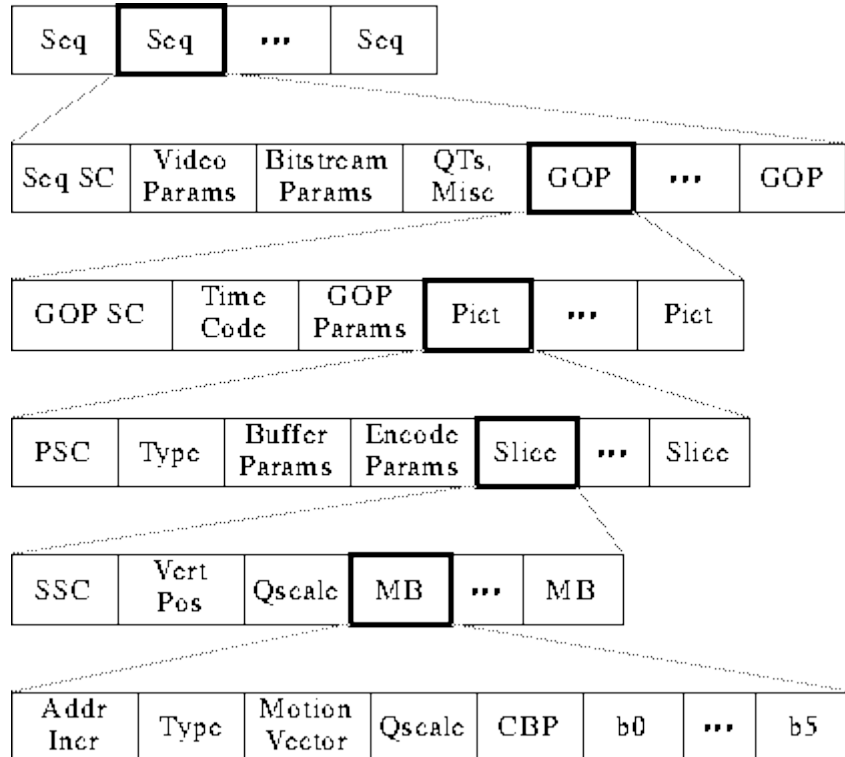 Seq Seq ... Seq
Seq SC Video Params Bitstream Params QTs, Misc GOP ... GOP
GOP SC Time Code GOP Params Pict ... Pict
PSC Type Buffer Params Encode Params Slice ... Slice
SSC Vert Pos Qscale MB ... MB
Addr Incr Type Motion Vector Qscale CBP b0 ... b5